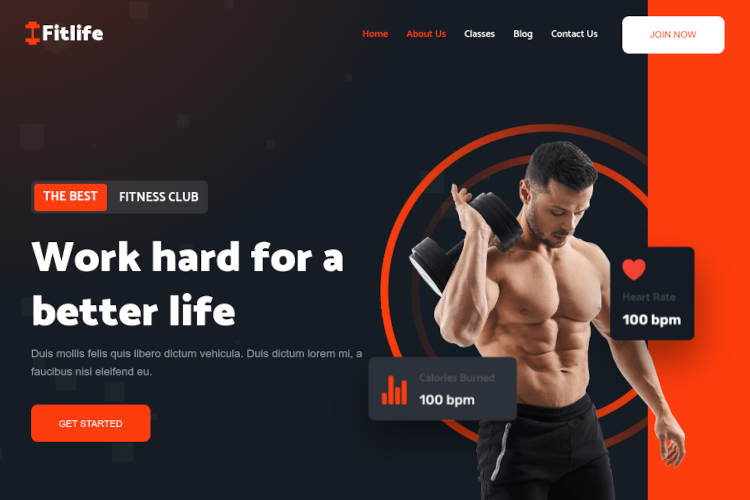 Fitlife
Home About Us Classes Blog Contact Us JOIN NOW
THE BEST FITNESS CLUB
Work hard for a
better life
Duis mollis felis quis libero dictum vehicula. Duis dictum lorem mi, a
faucibus nisi eleifend eu.
GET STARTED
Heart Rate
100 bpm
Calories Burned
100 bpm